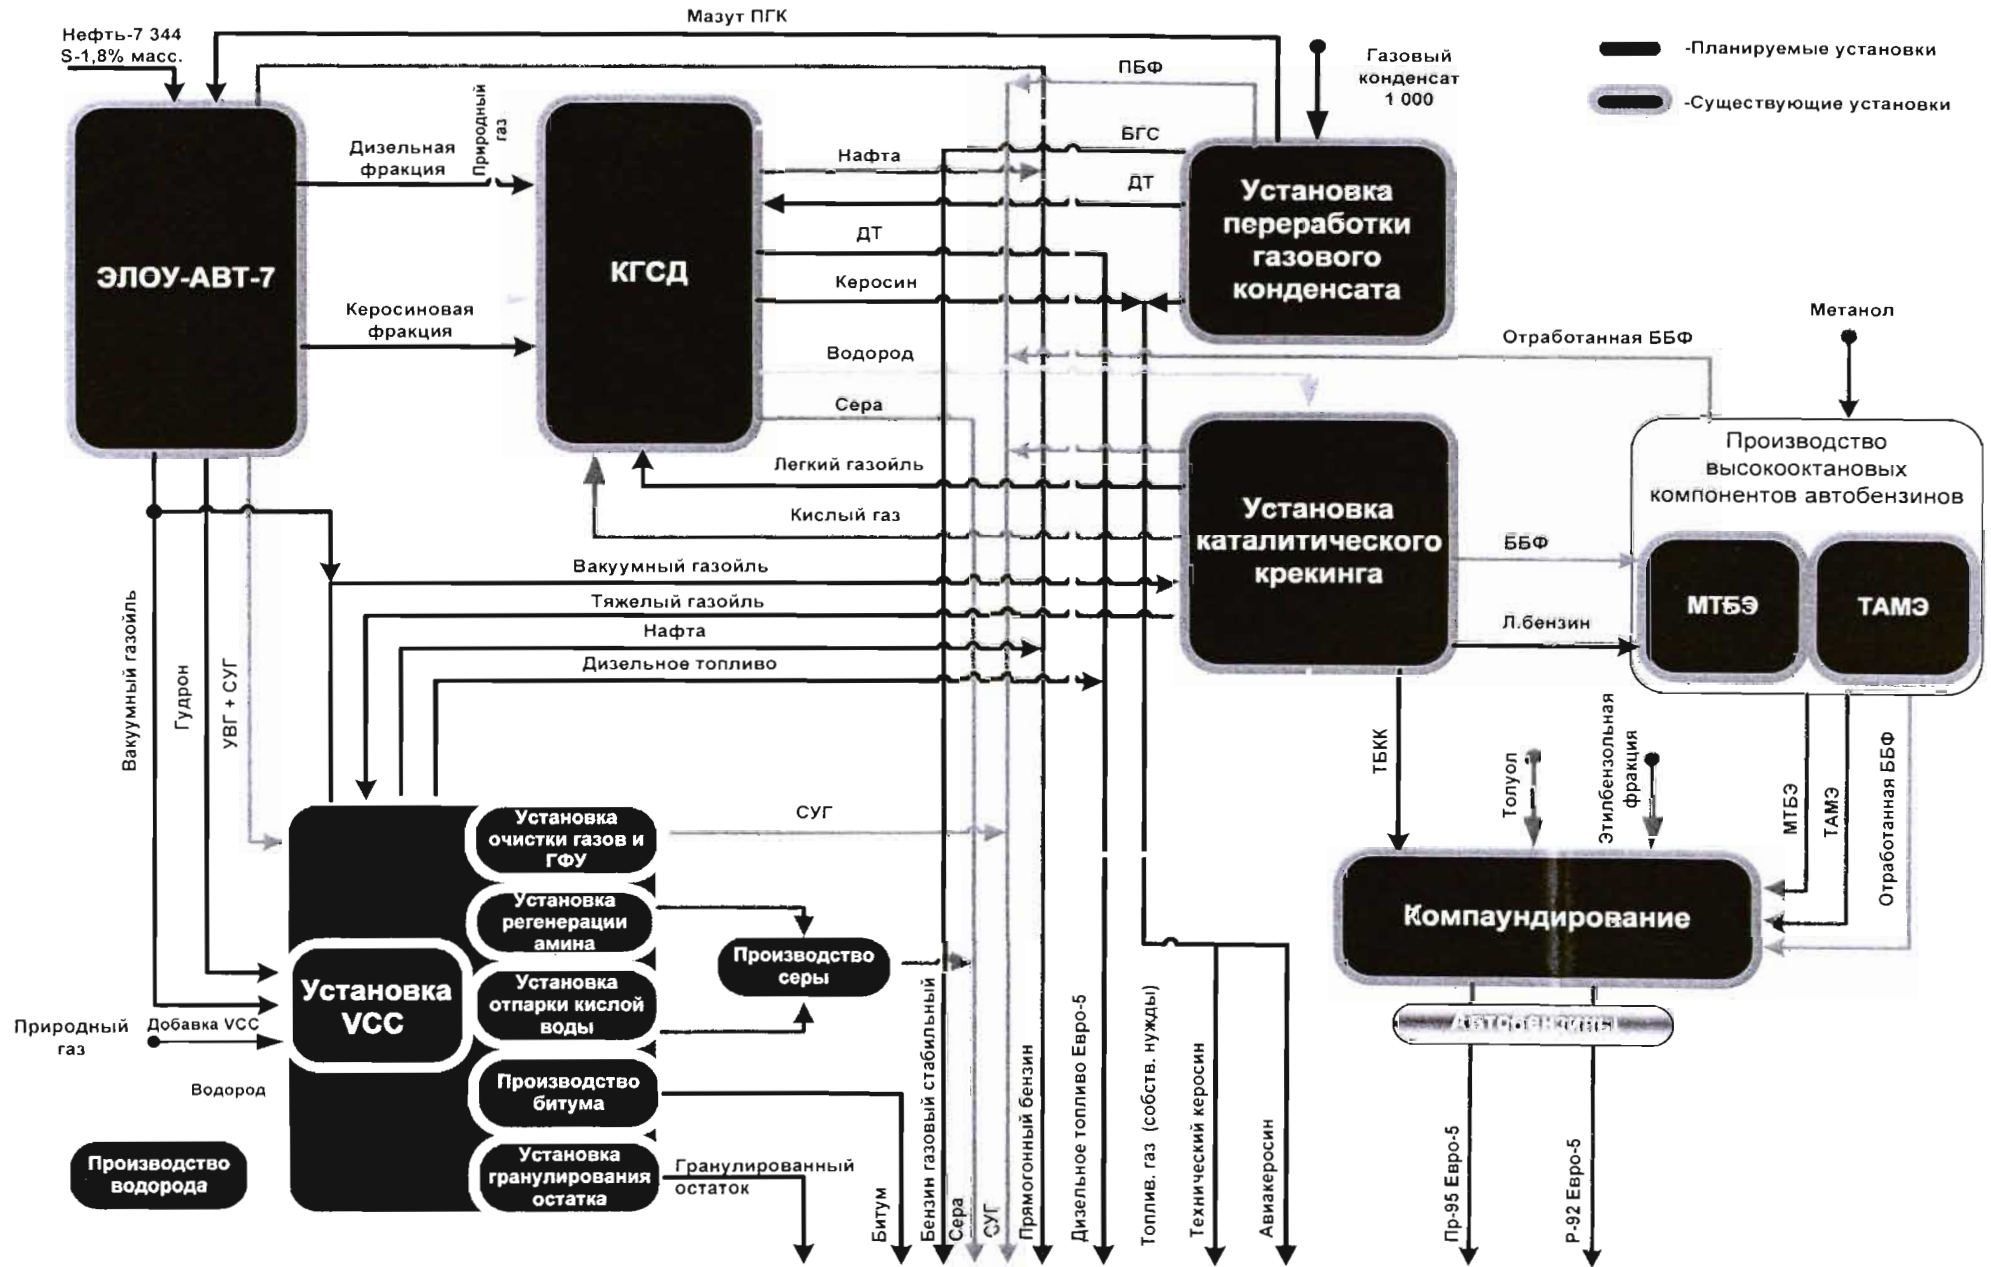 Мазут ПГК
Нефть-7 344
S-1,8% масс.
Газовый
конденсат
1 000
-Планируемые установки
-Существующие установки
ПБФ
Природный
газ
Дизельная
фракция
БГС
Нафта
ДТ
Установка
переработки
газового
конденсата
ЭЛОУ-АВТ-7
КГСД
ДТ
Керосин
Керосиновая
фракция
Метанол
Отработанная ББФ
Водород
Сера
Производство
высокооктановых
компонентов автобензинов
Легкий газойль
Кислый газ
Установка
каталитического
крекинга
ББФ
МТБЭ
ТАМЭ
Л.бензин
Вакуумный газойль
Тяжелый газойль
Нафта
Дизельное топливо
Вакуумный газойль
Гудрон
УВГ + СУГ
ТБКК
Толуол
Этилбензольная
фракция
МТБЭ
ТАМЭ
Отработанная ББФ
Установка
очистки газов и
ГФУ
СУГ
Установка
регенерации
амина
Производство
серы
Компаундирование
Установка
VCC
Установка
отпарки кислой
воды
Природный
газ
Добавка VCC
Водород
Автобензины
Производство
битума
Производство
водорода
Установка
гранулирования
остатка
Гранулированный
остаток
Битум
Бензин газовый стабильный
Сера
СУГ
Прямогонный бензин
Дизельное топливо Евро-5
Топлив. газ (собств. нужды)
Технический керосин
Авиакеросин
Пр-95 Евро-5
Р-92 Евро-5